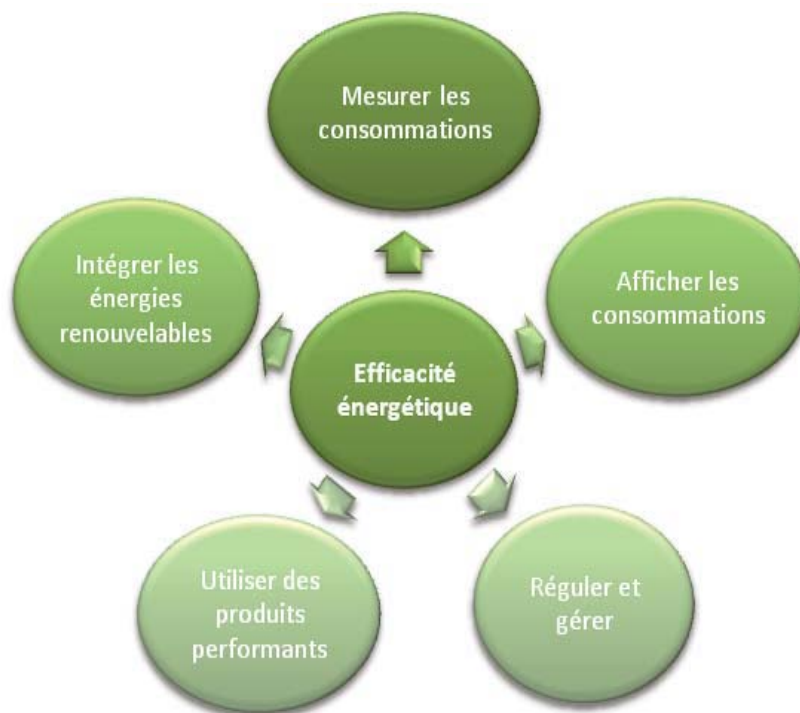 Mesurer les
consommations
Intégrer les
énergies
renouvelables
Afficher les
consommations
Efficacité
énergétique
Utiliser des
produits
performants
Réguler et
gérer